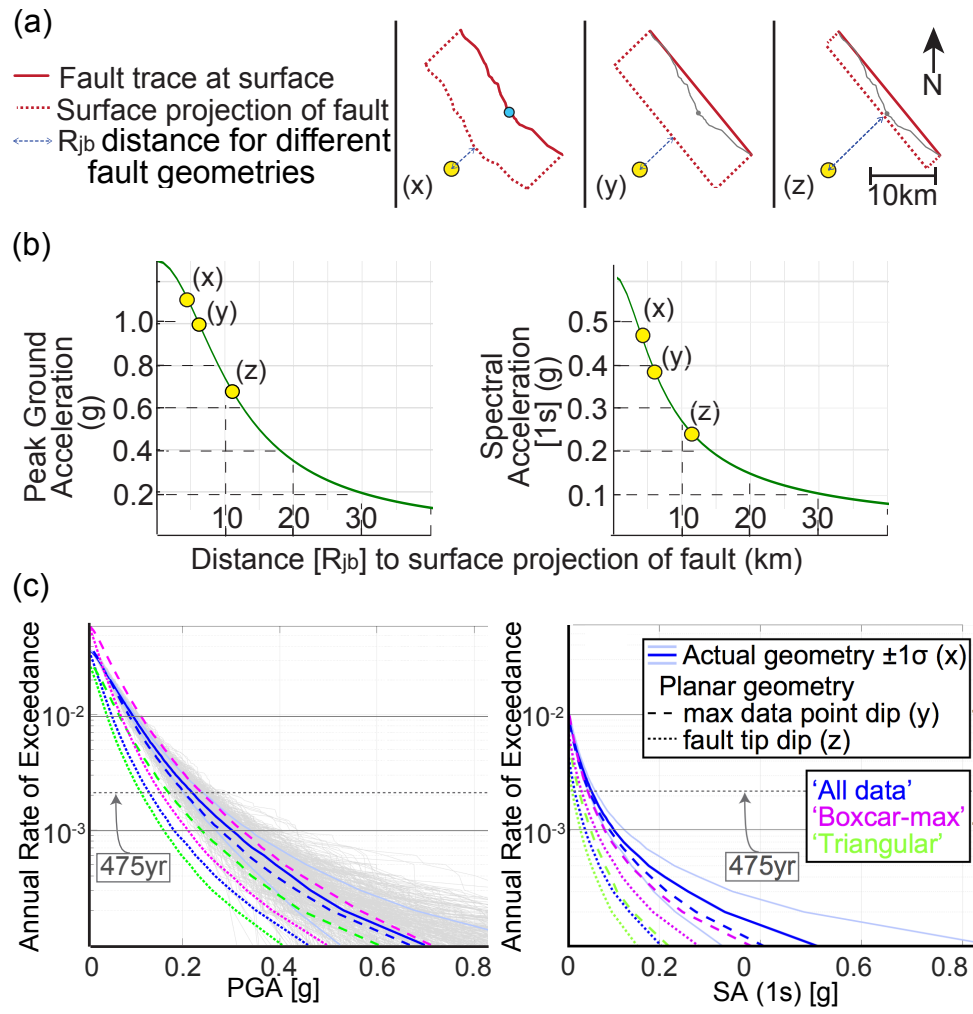 (a)
Fault trace at surface
Surface projection of fault
Rjb distance for different
fault geometries
(x)
(y)
(z)
N
10km
(b)
Peak Ground
Acceleration
(g)
1.0
0.8
0.6
0.4
0.2
(x)
(y)
(z)
10
20
30
Spectral
Acceleration
[1s] (g)
0.5
0.4
0.3
0.2
0.1
(x)
(y)
(z)
10
20
30
Distance [Rjb] to surface projection of fault (km)
(c)
Annual Rate of Exceedance
10-2
10-3
475yr
0
0.2
0.4
0.6
0.8
PGA [g]
Annual Rate of Exceedance
10-2
10-3
Actual geometry ±1σ (x)
Planar geometry
max data point dip (y)
fault tip dip (z)
'All data'
'Boxcar-max'
'Triangular'
475yr
0
0.2
0
0.6
0.8
SA (1s) [g]